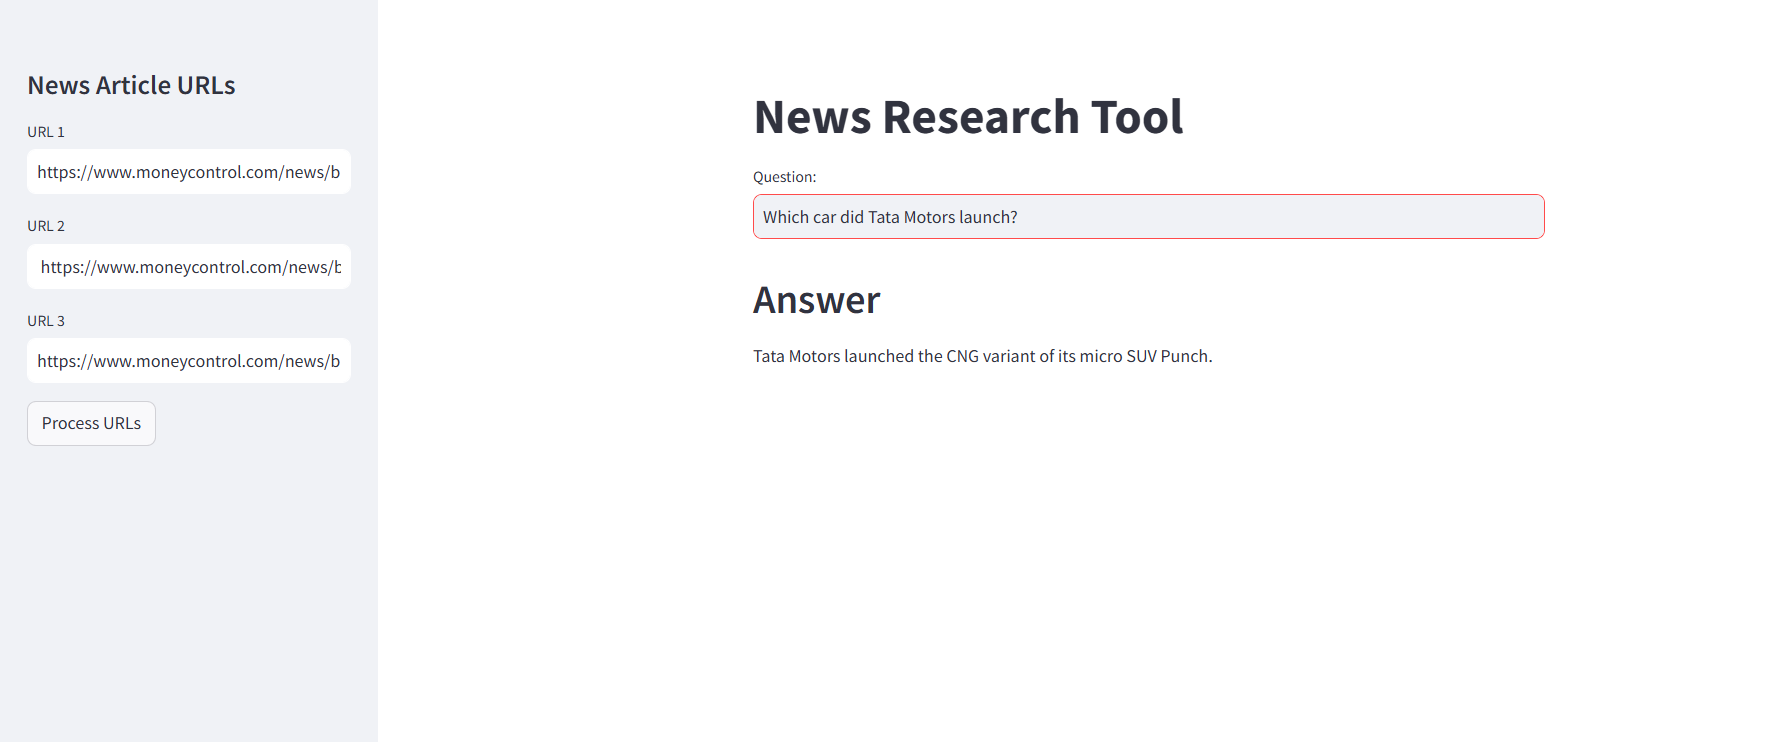 News Article URLs
URL 1
https://www.moneycontrol.com/news/b
URL 2
https://www.moneycontrol.com/news/b
URL 3
https://www.moneycontrol.com/news/b
Process URLs
News Research Tool
Question:
Which car did Tata Motors launch?
Answer
Tata Motors launched the CNG variant of its micro SUV Punch.